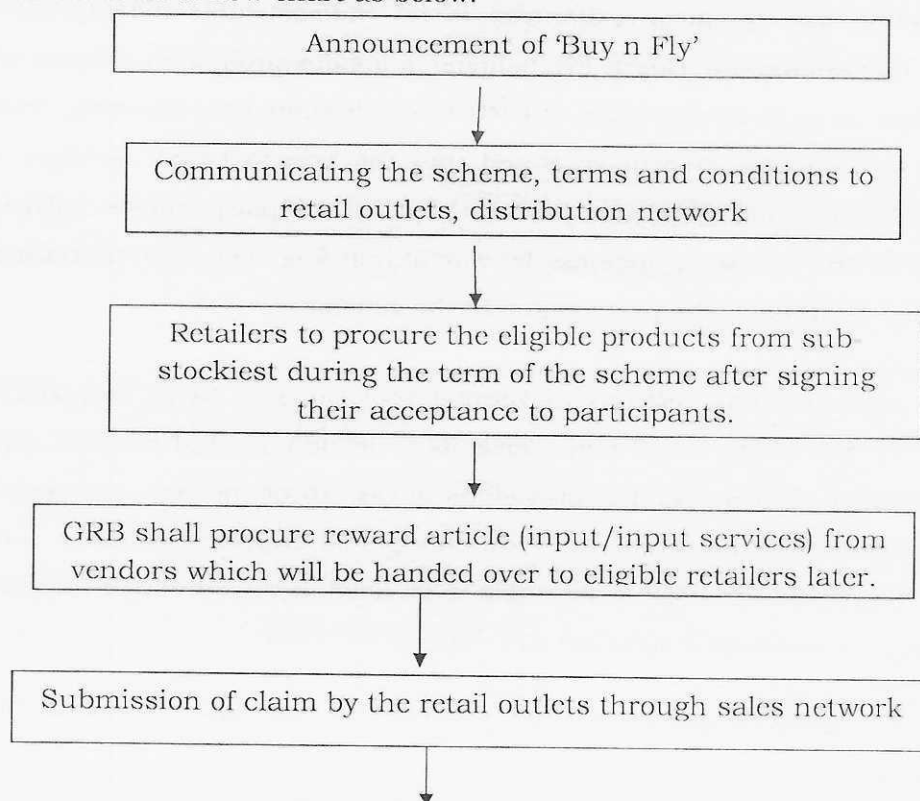 as below.
Announcement of 'Buy n Fly'
Communicating the scheme, terms and conditions to
retail outlets, distribution network
Retailers to procure the eligible products from sub
stockiest during the term of the scheme after signing
their acceptance to participants.
GRB shall procure reward article (input/input services) from
vendors which will be handed over to eligible retailers later.
Submission of claim by the retail outlets through sales network